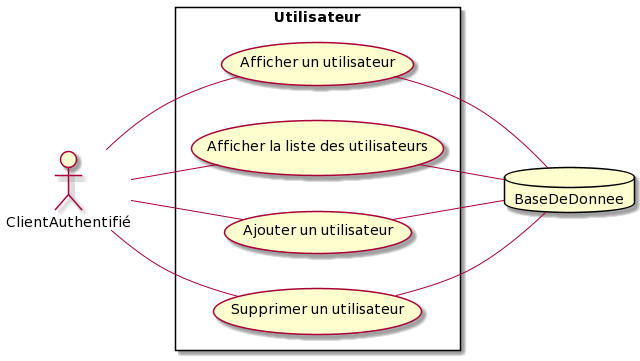 Utilisateur
Afficher un utilisateur
Afficher la liste des utilisateurs
BaseDeDonnee
ClientAuthentifié
Ajouter un utilisateur
Supprimer un utilisateur